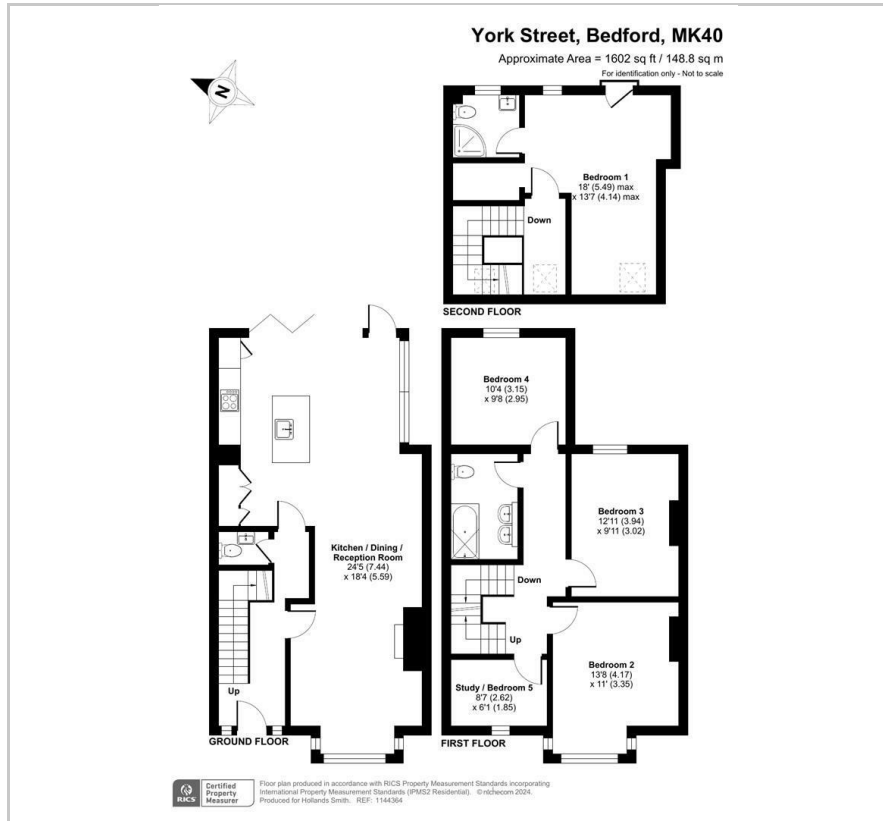 York Street, Bedford, MK40
Approximate Area = 1602 sq ft / 148.8 sq m
For identification only - Not to scale
N
Bedroom 1
18' (5.49) max
x 13'7 (4.14) max
Down
SECOND FLOOR
Kitchen / Dining /
Reception Room
24'5 (7.44)
x 18'4 (5.59)
Up
GROUND FLOOR
Bedroom 4
10'4 (3.15)
x 9'8 (2.95)
Bedroom 3
12'11 (3.94)
x 9'11 (3.02)
Down
Up
Bedroom 2
13'8 (4.17)
x 11' (3.35)
Study / Bedroom 5
8'7 (2.62)
x 6'1 (1.85)
FIRST FLOOR
RICS
Certified
Property
Measurer
Floor plan produced in accordance with RICS Property Measurement Standards incorporating
International Property Measurement Standards (IPMS2 Residential). © nichecom 2024.
Produced for Hollands Smith. REF: 1144364